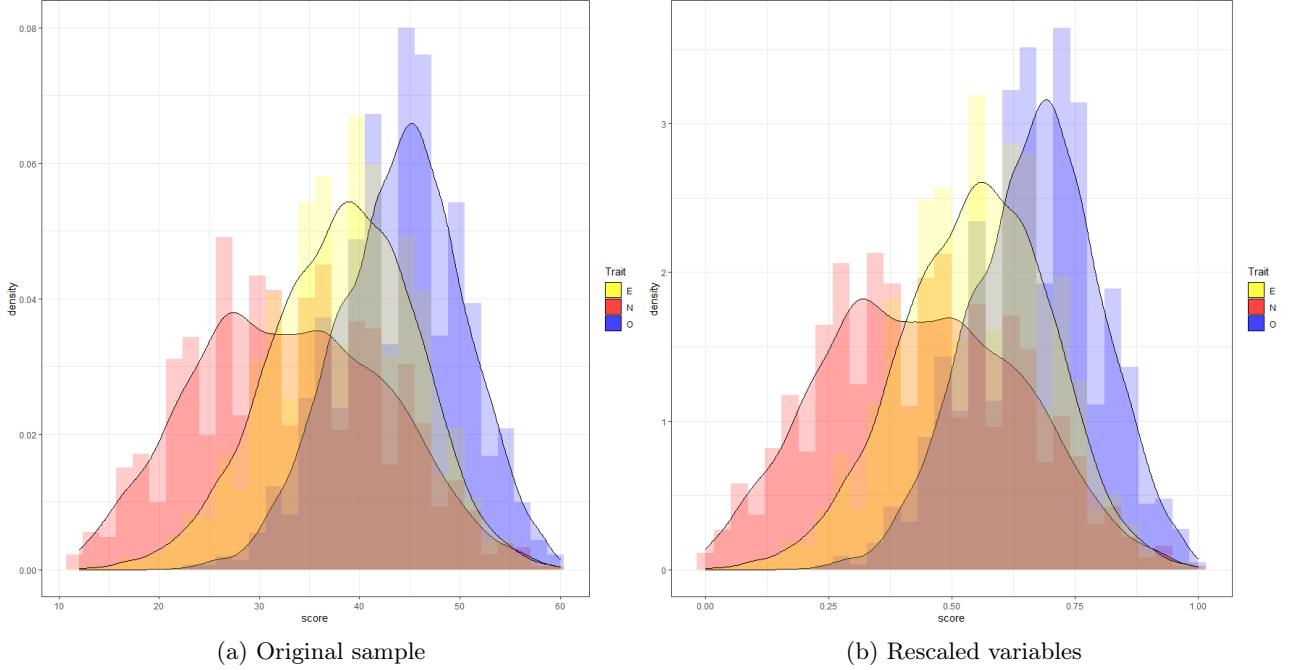 0.08
0.06
0.04
0.02
0.00
density
10 20 30 40 50 60
score
Trait
E
N
O
(a) Original sample
3
2
1
0
density
0.00 0.25 0.50 0.75 1.00
score
Trait
E
N
O
(b) Rescaled variables